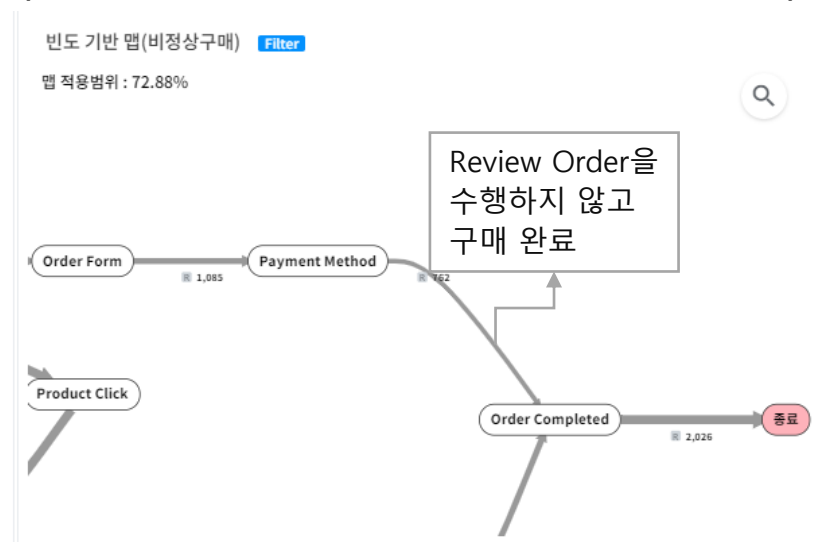 빈도 기반 맵(비정상구매) Filter
맵 적용범위 : 72.88%
Review Order을
수행하지 않고
구매 완료
Order Form
R 1,085
Payment Method
R 762
Product Click
Order Completed
R 2,026
종료